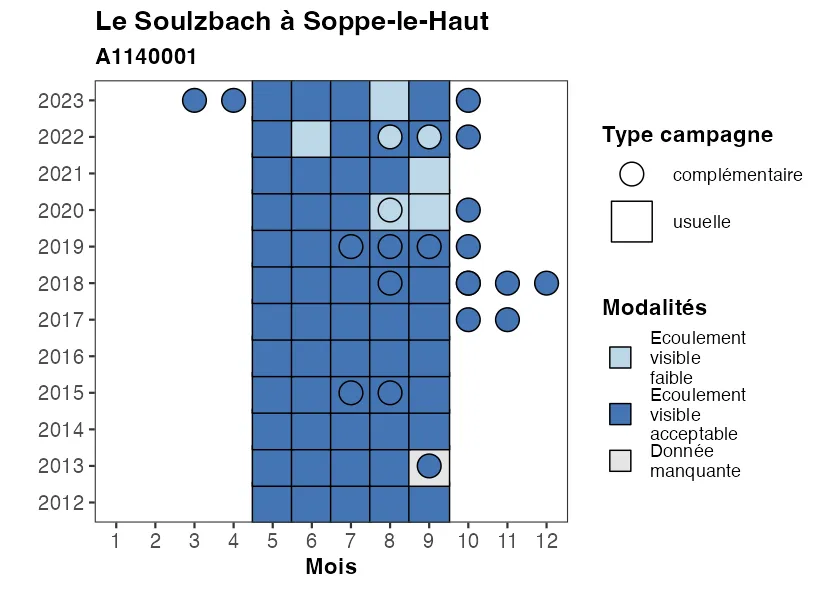 Le Soulzbach à Soppe-le-Haut
A1140001
2023
2022
2021
2020
2019
2018
2017
2016
2015
2014
2013
2012
1 2 3 4 5 6 7 8 9 10 11 12
Mois
Type campagne
complémentaire
usuelle
Modalités
Ecoulement
visible
faible
Ecoulement
visible
acceptable
Donnée
manquante